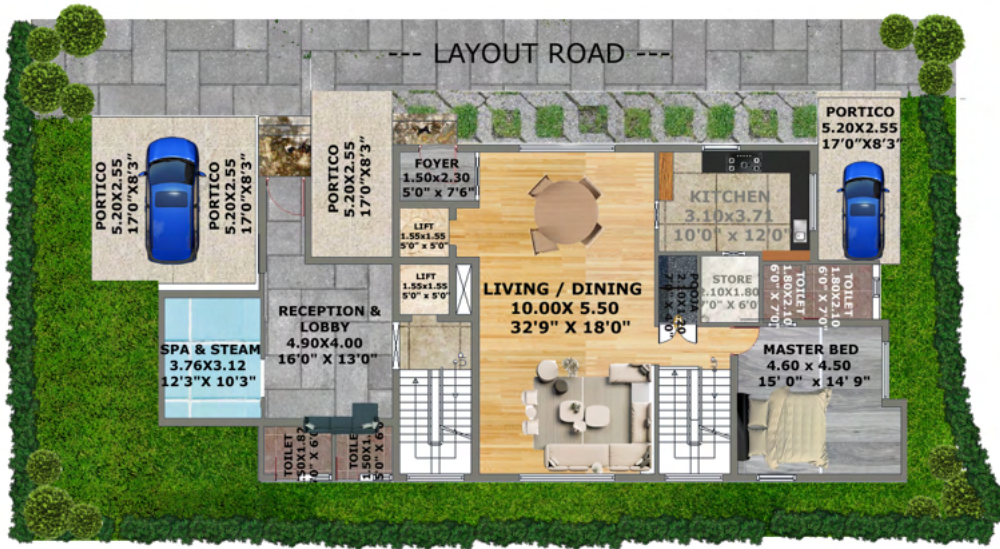 --- LAYOUT ROAD ---
PORTICO
5.20X2.55
17'0"X8'3"
PORTICO
5.20X2.55
17'0"X8'3"
PORTICO
5.20X2.55
17'0"X8'3"
FOYER
1.50x2.30
5'0" x 7'6"
LIFT
1.55x1.55
5'0" x 5'0"
LIFT
1.55x1.55
5'0" x 5'0"
KITCHEN
3.10x3.71
10'0" x 12'0"
PORTICO
5.20X2.55
17'0"X8'3"
LIVING / DINING
10.00X 5.50
32'9" X 18'0"
POOJA
STORE
2.10X1.80
7'0" X 6'0"
TOILET
1.80X2.10
6'0" X 7'0"
TOILET
1.80X2.10
6'0" X 7'0"
RECEPTION &
LOBBY
4.90X4.00
16'0" X 13'0"
SPA & STEAM
3.76X3.12
12'3"X 10'3"
MASTER BED
4.60 x 4.50
15' 0" x 14' 9"
TOILET